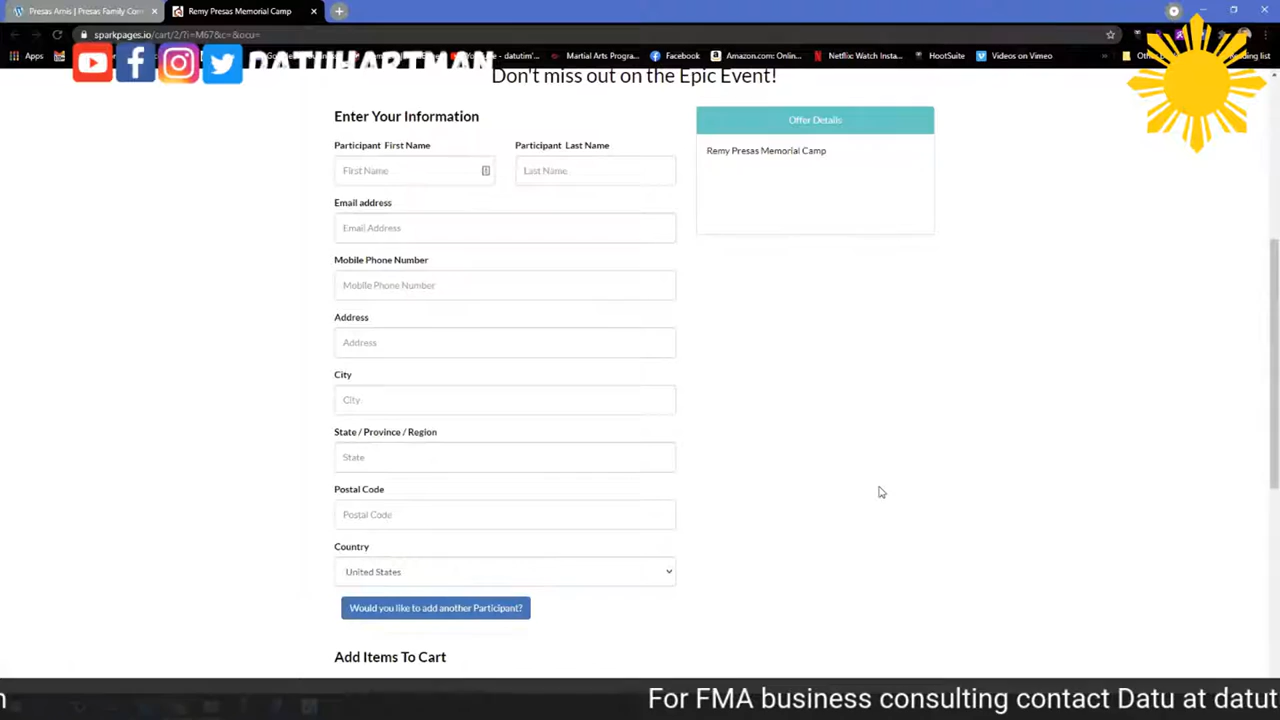 Presas Arnis | Presas Family Con
Remy Presas Memorial Camp
sparkpages.io/cart/2/?i=M67&c=&ocu=
Apps
Martial Arts Progra...
Facebook
Amazon.com: Onlin...
Netflix: Watch Insta...
HootSuite
Videos on Vimeo
DATUHARTMAN
Don't miss out on the Epic Event!
Enter Your Information
Offer Details
Remy Presas Memorial Camp
Participant First Name
Participant Last Name
First Name
Last Name
Email address
Email Address
Mobile Phone Number
Mobile Phone Number
Address
Address
City
City
State / Province / Region
State
Postal Code
Postal Code
Country
United States
Would you like to add another Participant?
Add Items To Cart
n
For FMA business consulting contact Datu at datut